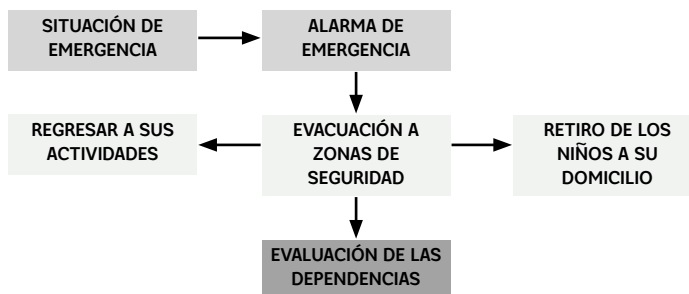 SITUACIÓN DE
EMERGENCIA
ALARMA DE
EMERGENCIA
REGRESAR A SUS
ACTIVIDADES
EVACUACIÓN A
ZONAS DE
SEGURIDAD
RETIRO DE LOS
NIÑOS A SU
DOMICILIO
EVALUACIÓN DE LAS
DEPENDENCIAS